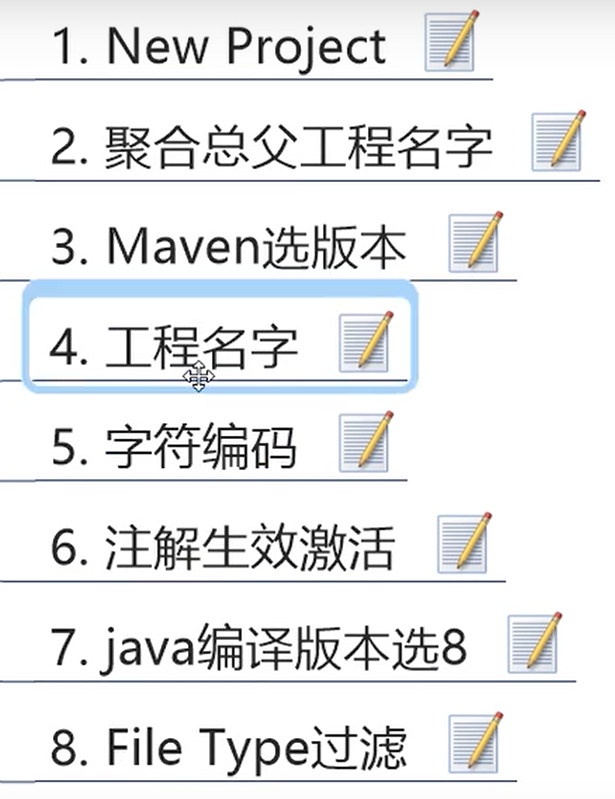 1. New Project
2. 聚合总父工程名字
3. Maven选版本
4. 工程名字
5. 字符编码
6. 注解生效激活
7. java编译版本选8
8. File Type过滤